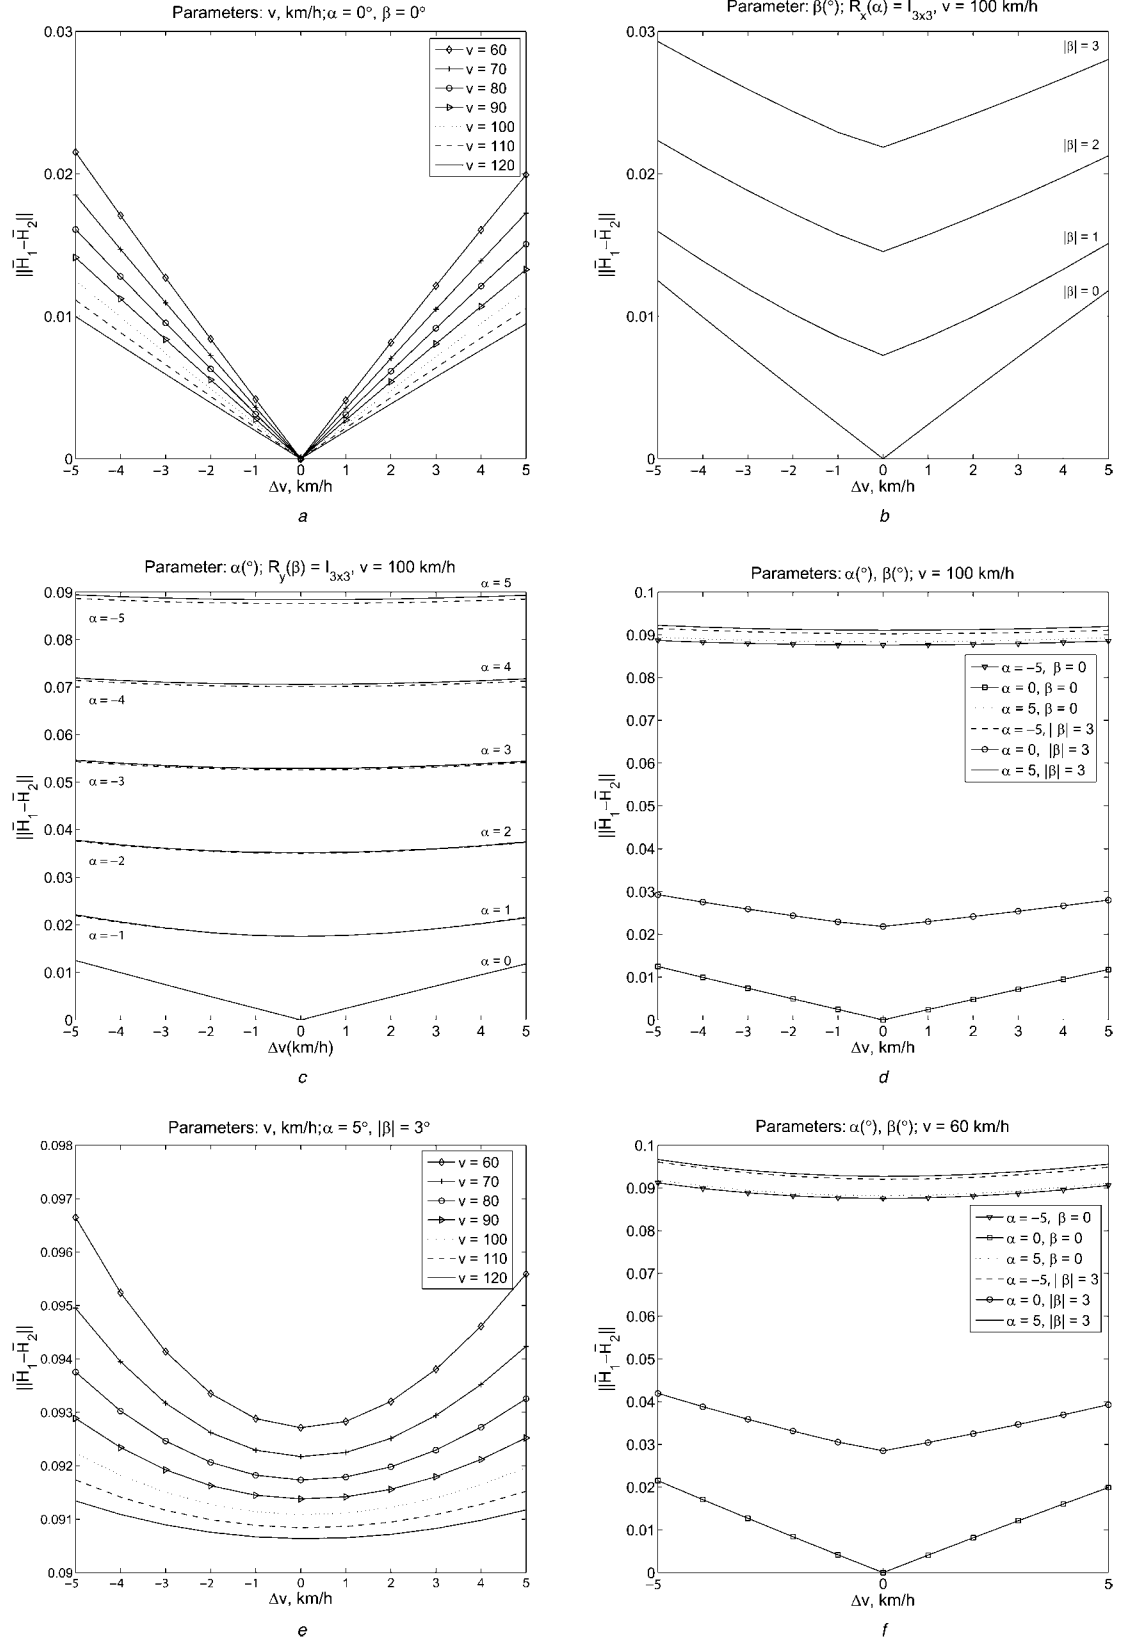 Parameters: v, km/h;α = 0°, β = 0°
0.03
0.02
0.01
0
||H̄1−H̄2||
v = 60
v = 70
v = 80
v = 90
v = 100
v = 110
v = 120
−5 −4 −3 −2 −1 0 1 2 3 4 5
Δv, km/h
a
Parameter: β(°); Rx(α) = I3x3, v = 100 km/h
0.03
0.02
0.01
0
||H̄1−H̄2||
|β| = 3
|β| = 2
|β| = 1
|β| = 0
−5 −4 −3 −2 −1 0 1 2 3 4 5
Δv, km/h
b
Parameter: α(°); Ry(β) = I3x3, v = 100 km/h
0.09
0.08
0.07
0.06
0.05
0.04
0.03
0.02
0.01
0
||H̄1−H̄2||
α = 5
α = −5
α = 4
α = −4
α = 3
α = −3
α = 2
α = −2
α = 1
α = −1
α = 0
−5 −4 −3 −2 −1 0 1 2 3 4 5
Δv(km/h)
c
Parameters: α(°), β(°); v = 100 km/h
0.1
0.09
0.08
0.07
0.06
0.05
0.04
0.03
0.02
0.01
0
||H̄1−H̄2||
α = −5, β = 0
α = 0, β = 0
α = 5, β = 0
α = −5, | β| = 3
α = 0, |β| = 3
α = 5, |β| = 3
−5 −4 −3 −2 −1 0 1 2 3 4 5
Δv, km/h
d
Parameters: v, km/h;α = 5°, |β| = 3°
0.098
0.097
0.096
0.095
0.094
0.093
0.092
0.091
0.09
||H̄1−H̄2||
v = 60
v = 70
v = 80
v = 90
v = 100
v = 110
v = 120
−5 −4 −3 −2 −1 0 1 2 3 4 5
Δv, km/h
e
Parameters: α(°), β(°); v = 60 km/h
0.1
0.09
0.08
0.07
0.06
0.05
0.04
0.03
0.02
0.01
0
||H̄1−H̄2||
α = −5, β = 0
α = 0, β = 0
α = 5, β = 0
α = −5, | β| = 3
α = 0, |β| = 3
α = 5, |β| = 3
−5 0 5
Δv, km/h
f